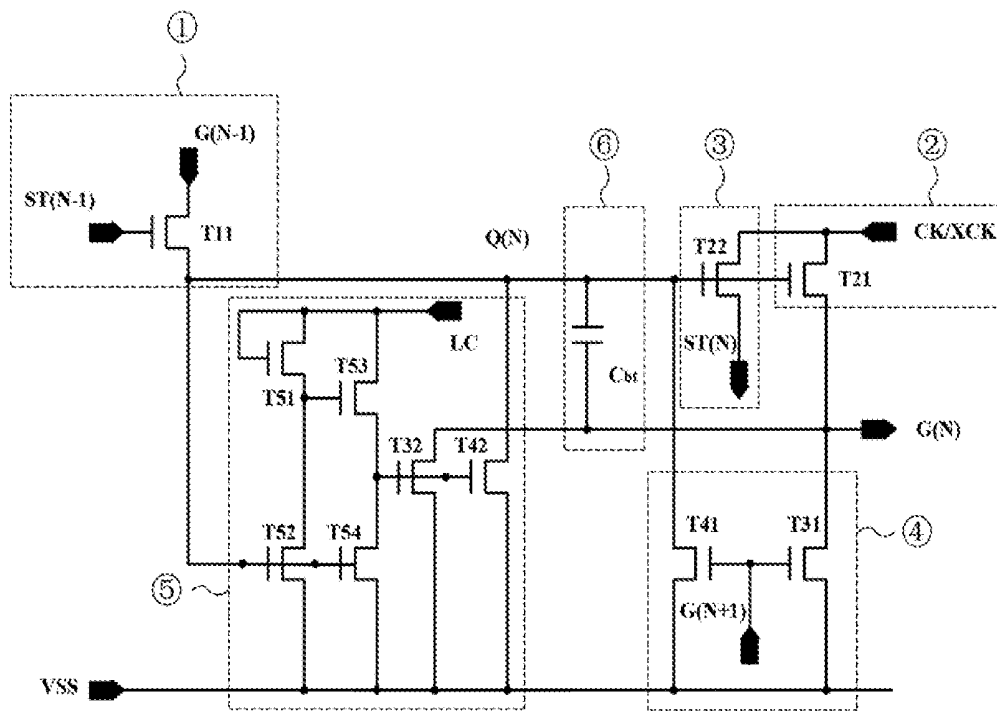 ①
G(N-1)
ST(N-1)
T11
⑥
③
②
Q(N)
T22
CK/XCK
T21
LC
ST(N)
T53
T51
Cbt
G(N)
T32
T42
T52
T54
T41
T31
④
⑤
G(N+1)
VSS